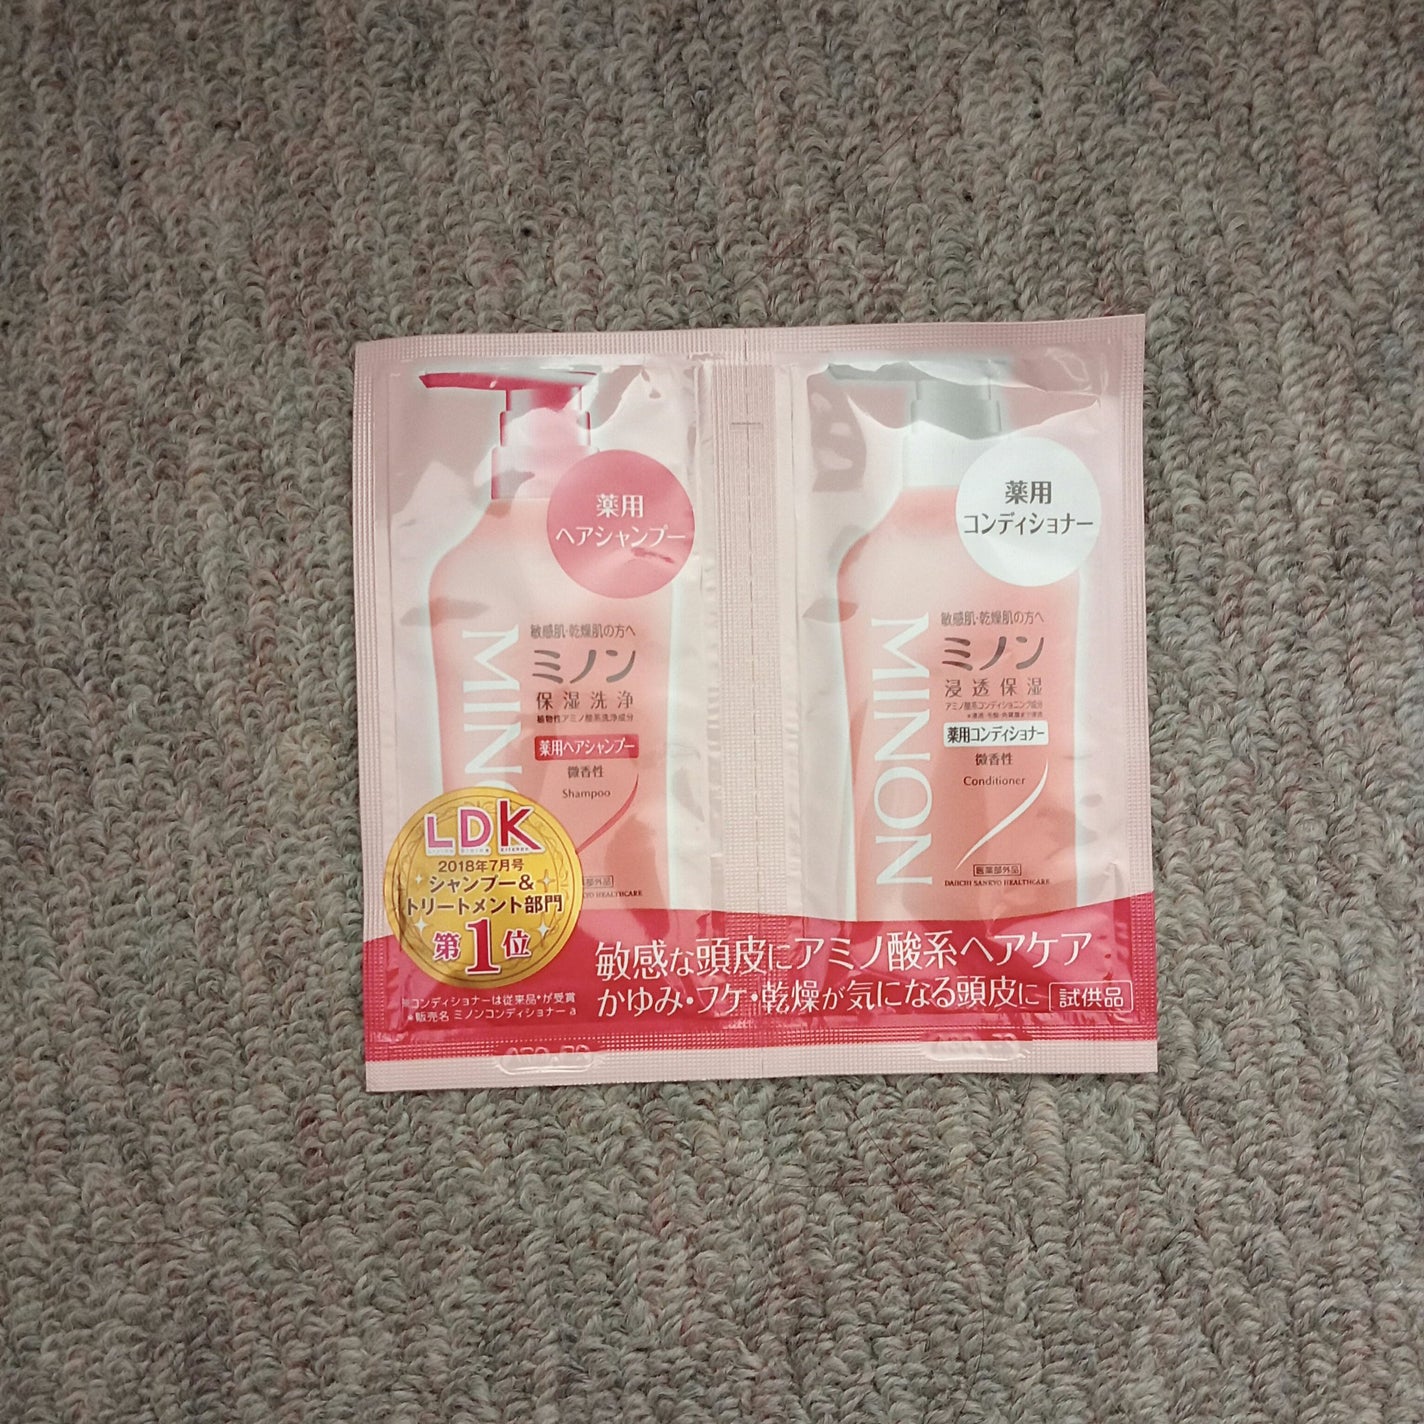 薬用
ヘアシャンプー
敏感肌・乾燥肌の方へ
ミノン
保湿洗浄
植物性アミノ酸系洗浄成分
薬用ヘアシャンプー
微香性
Shampoo
MINO
LDK
2018年7月号
シャンプー&
トリートメント部門
第1位
※コンディショナーは従来品*が受賞
*販売名 ミノンコンディショナー a
薬用
コンディショナー
敏感肌・乾燥肌の方へ
ミノン
浸透保湿
アミノ酸系コンディショニング成分
薬用コンディショナー
微香性
Conditioner
MINON
医薬部外品
DAIICHI SANKYO HEALTHCARE
敏感な頭皮にアミノ酸系ヘアケア
かゆみ・フケ・乾燥が気になる頭皮に 試供品